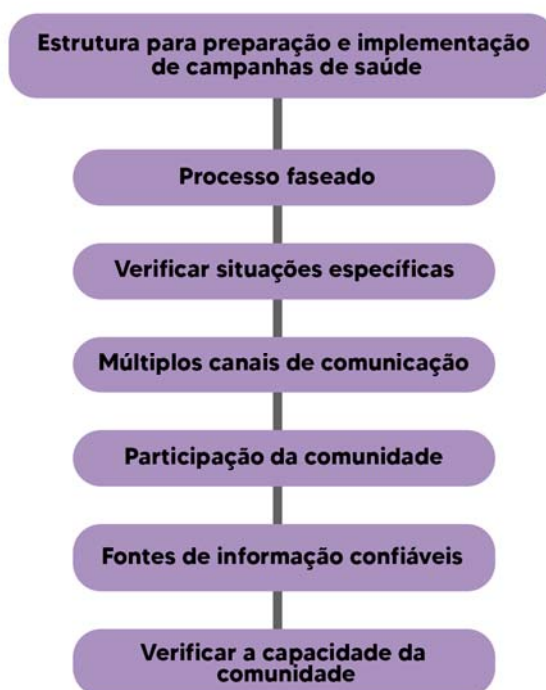 Estrutura para preparação e implementação
de campanhas de saúde
Processo faseado
Verificar situações específicas
Múltiplos canais de comunicação
Participação da comunidade
Fontes de informação confiáveis
Verificar a capacidade da
comunidade